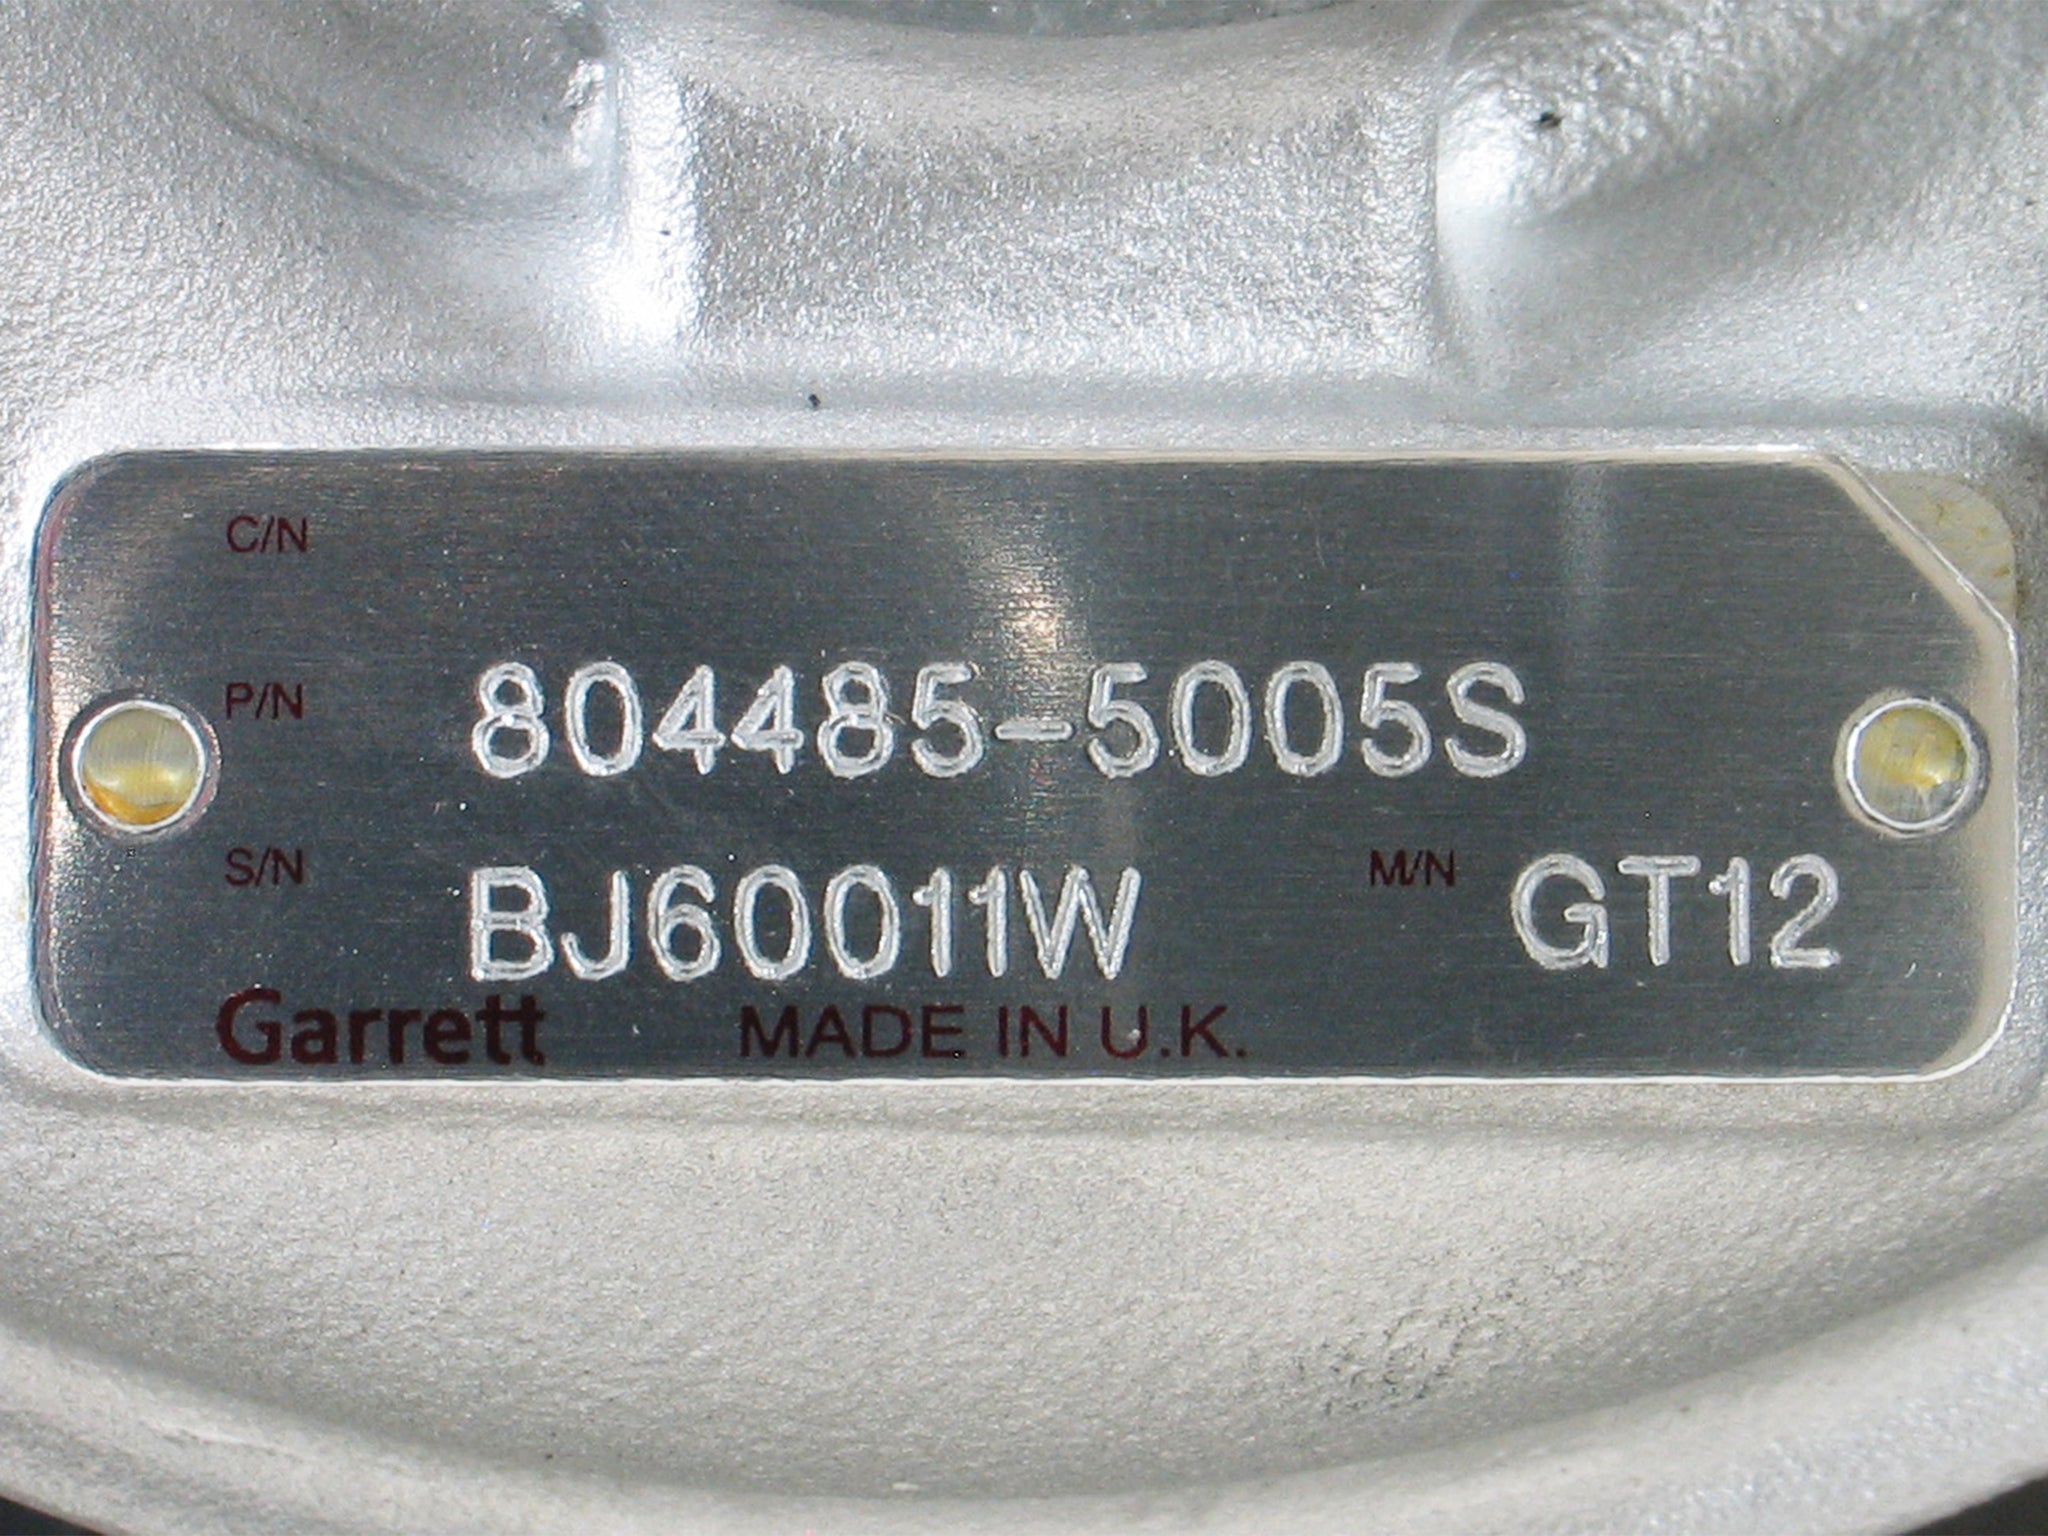 C/N
P/N 804485-5005S
S/N BJ60011W M/N GT12
Garrett MADE IN U.K.